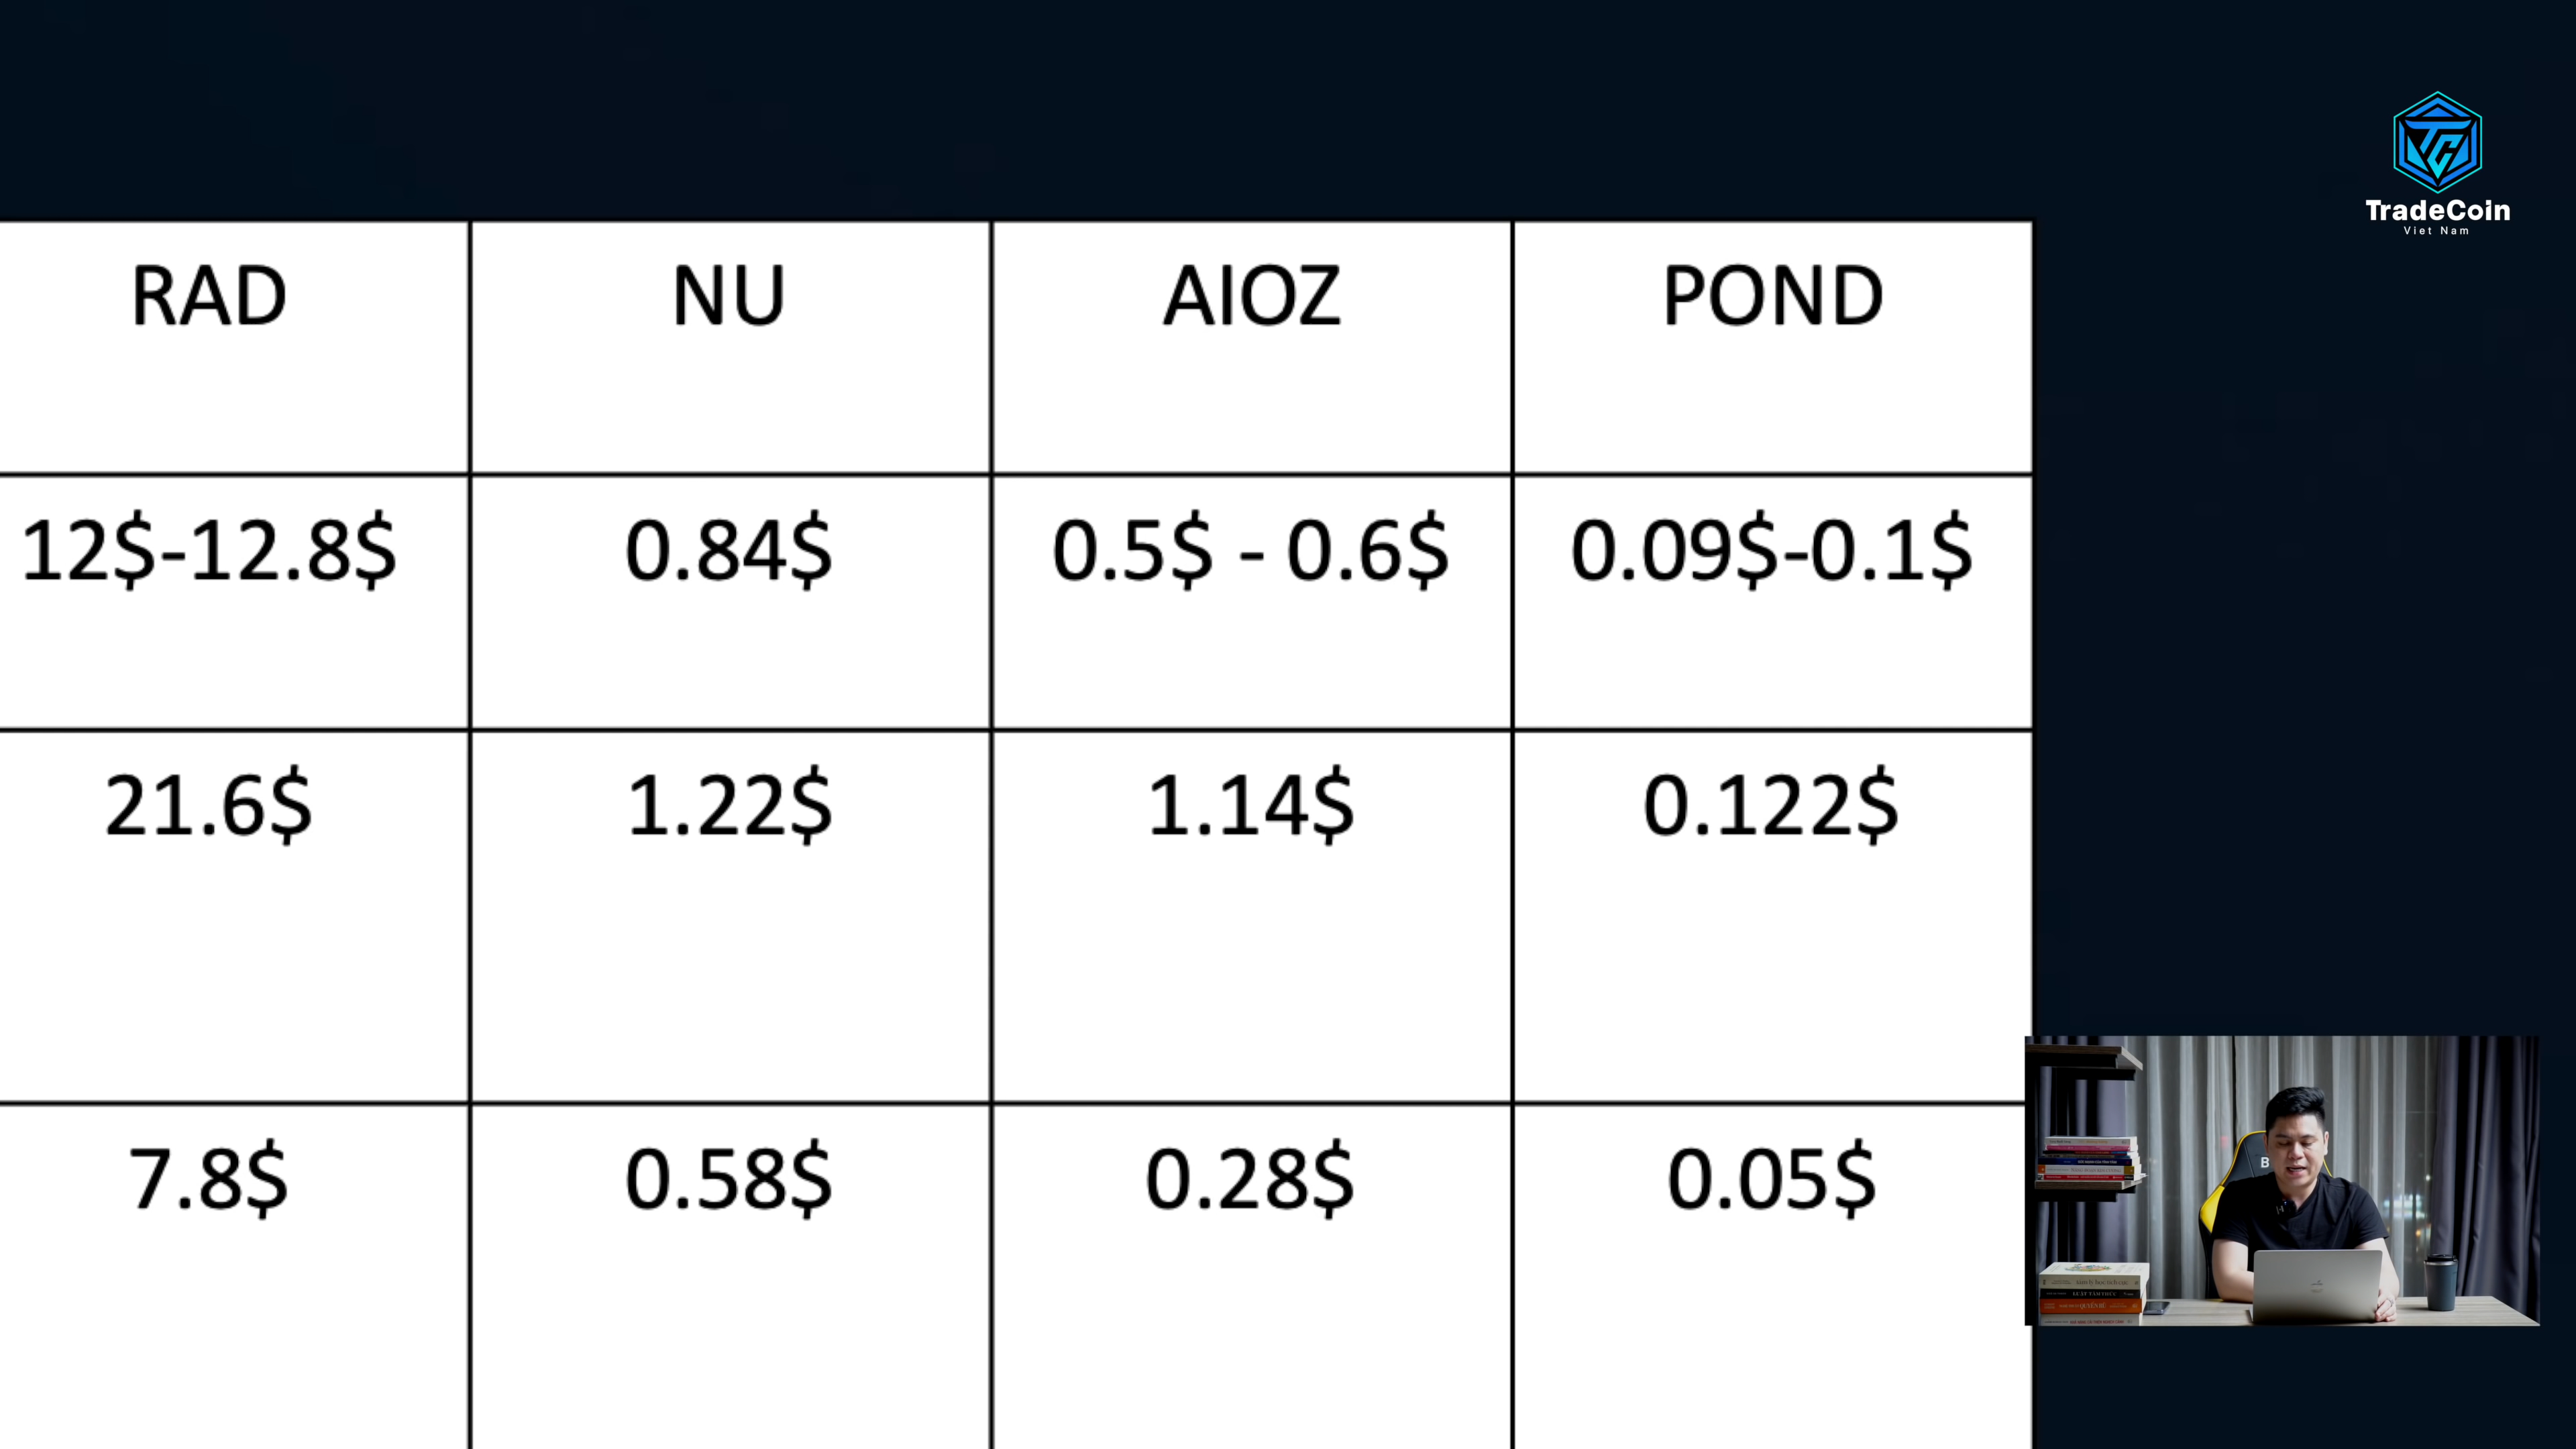 TradeCoin
Viet Nam
RAD NU AIOZ POND
12$-12.8$ 0.84$ 0.5$ - 0.6$ 0.09$-0.1$
21.6$ 1.22$ 1.14$ 0.122$
7.8$ 0.58$ 0.28$ 0.05$